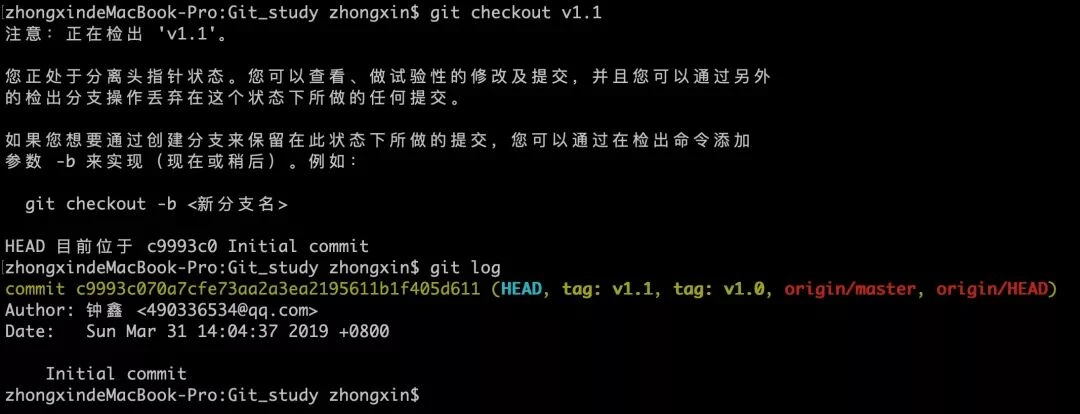 zhongxindeMacBook-Pro:Git_study zhongxin$ git checkout v1.1
注意：正在检出 'v1.1'。
您正处于分离头指针状态。您可以查看、做试验性的修改及提交，并且您可以通过另外
的检出分支操作丢弃在这个状态下所做的任何提交。
如果您想要通过创建分支来保留在此状态下所做的提交，您可以通过在检出命令添加
参数 -b 来实现（现在或稍后）。例如：
git checkout -b <新分支名>
HEAD 目前位于 c9993c0 Initial commit
zhongxindeMacBook-Pro:Git_study zhongxin$ git log
commit c9993c070a7cfe73aa2a3ea2195611b1f405d611 (HEAD, tag: v1.1, tag: v1.0, origin/master, origin/HEAD)
Author: 钟鑫 <490336534@qq.com>
Date:   Sun Mar 31 14:04:37 2019 +0800
Initial commit
zhongxindeMacBook-Pro:Git_study zhongxin$